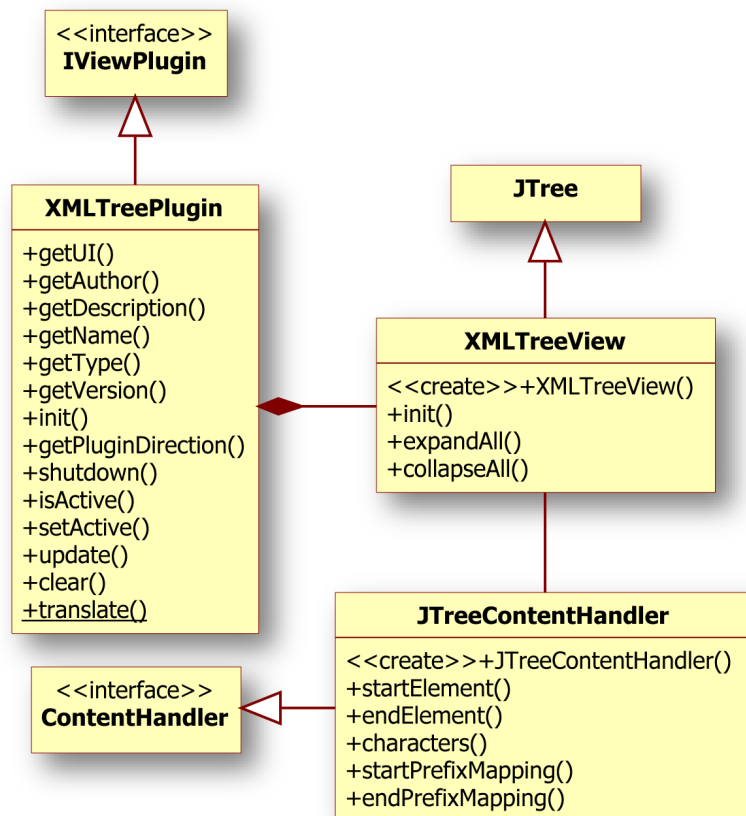 <<interface>>
IViewPlugin
XMLTreePlugin
+getUI()
+getAuthor()
+getDescription()
+getName()
+getType()
+getVersion()
+init()
+getPluginDirection()
+shutdown()
+isActive()
+setActive()
+update()
+clear()
+translate()
JTree
XMLTreeView
<<create>>+XMLTreeView()
+init()
+expandAll()
+collapseAll()
JTreeContentHandler
<<create>>+JTreeContentHandler()
+startElement()
+endElement()
+characters()
+startPrefixMapping()
+endPrefixMapping()
<<interface>>
ContentHandler